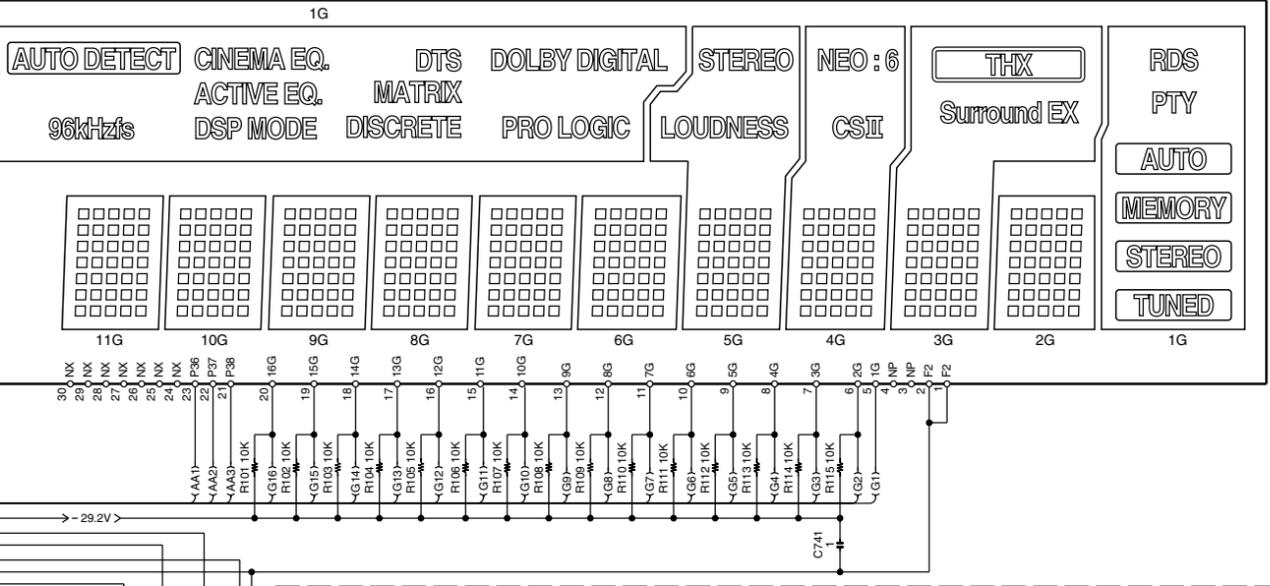 1G
AUTO DETECT CINEMA EQ. DTS DOLBY DIGITAL STEREO NEO : 6 THX RDS
ACTIVE EQ. MATRIX Surround EX PTY
96kHzfs DSP MODE DISCRETE PRO LOGIC LOUDNESS CSII
AUTO
MEMORY
STEREO
TUNED
11G 10G 9G 8G 7G 6G 5G 4G 3G 2G 1G
NX NX NX NX NX NX NX P36 P37 P38 16G 15G 14G 13G 12G 11G 10G 9G 8G 7G 6G 5G 4G 3G 2G 1G NP NP F2 F2
30 29 28 27 26 25 24 23 22 21 20 19 18 17 16 15 14 13 12 11 10 9 8 7 6 5 4 3 2 1
R101 10K R102 10K R103 10K R104 10K R105 10K R106 10K R107 10K R108 10K R109 10K R110 10K R111 10K R112 10K R113 10K R114 10K R115 10K
(AA1) (AA2) (AA3) (G16) (G15) (G14) (G13) (G12) (G11) (G10) (G9) (G8) (G7) (G6) (G5) (G4) (G3) (G2) (G1)
- 29.2V
C741
1